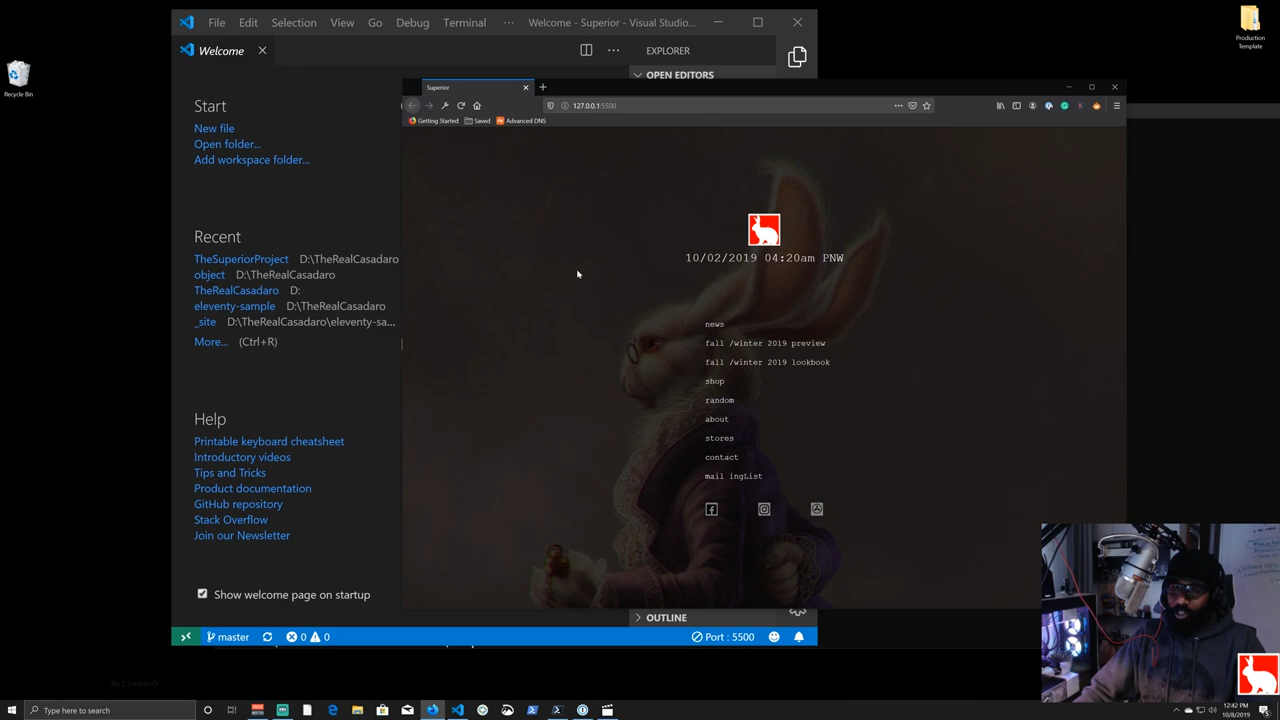 File Edit Selection View Go Debug Terminal ··· Welcome - Superior - Visual Studio...
Welcome
EXPLORER
OPEN EDITORS
Production
Template
Recycle Bin
Superior
127.0.0.1:5500
Getting Started Saved Advanced DNS
Start
New file
Open folder...
Add workspace folder...
Recent
TheSuperiorProject D:\TheRealCasadaro
object D:\TheRealCasadaro
TheRealCasadaro D:
eleventy-sample D:\TheRealCasadaro
_site D:\TheRealCasadaro\eleventy-sa...
More... (Ctrl+R)
Help
Printable keyboard cheatsheet
Introductory videos
Tips and Tricks
Product documentation
GitHub repository
Stack Overflow
Join our Newsletter
Show welcome page on startup
10/02/2019 04:20am PNW
news
fall /winter 2019 preview
fall /winter 2019 lookbook
shop
random
about
stores
contact
mail ingList
OUTLINE
master 0 0 Port : 5500
Type here to search
12:42 PM
10/8/2019